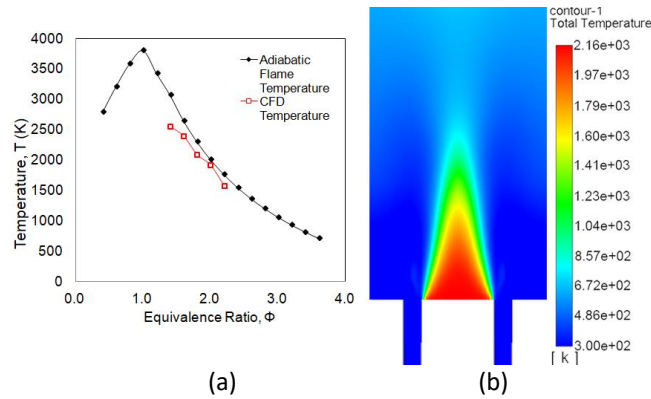 4000
3500
3000
2500
2000
1500
1000
500
0
Temperature, T (K)
0.0
1.0
2.0
3.0
4.0
Equivalence Ratio, Φ
Adiabatic
Flame
Temperature
CFD
Temperature
(a)
contour-1
Total Temperature
2.16e+03
1.97e+03
1.78e+03
1.60e+03
1.41e+03
1.23e+03
1.04e+03
8.57e+02
6.72e+02
4.86e+02
3.00e+02
[ k ]
(b)